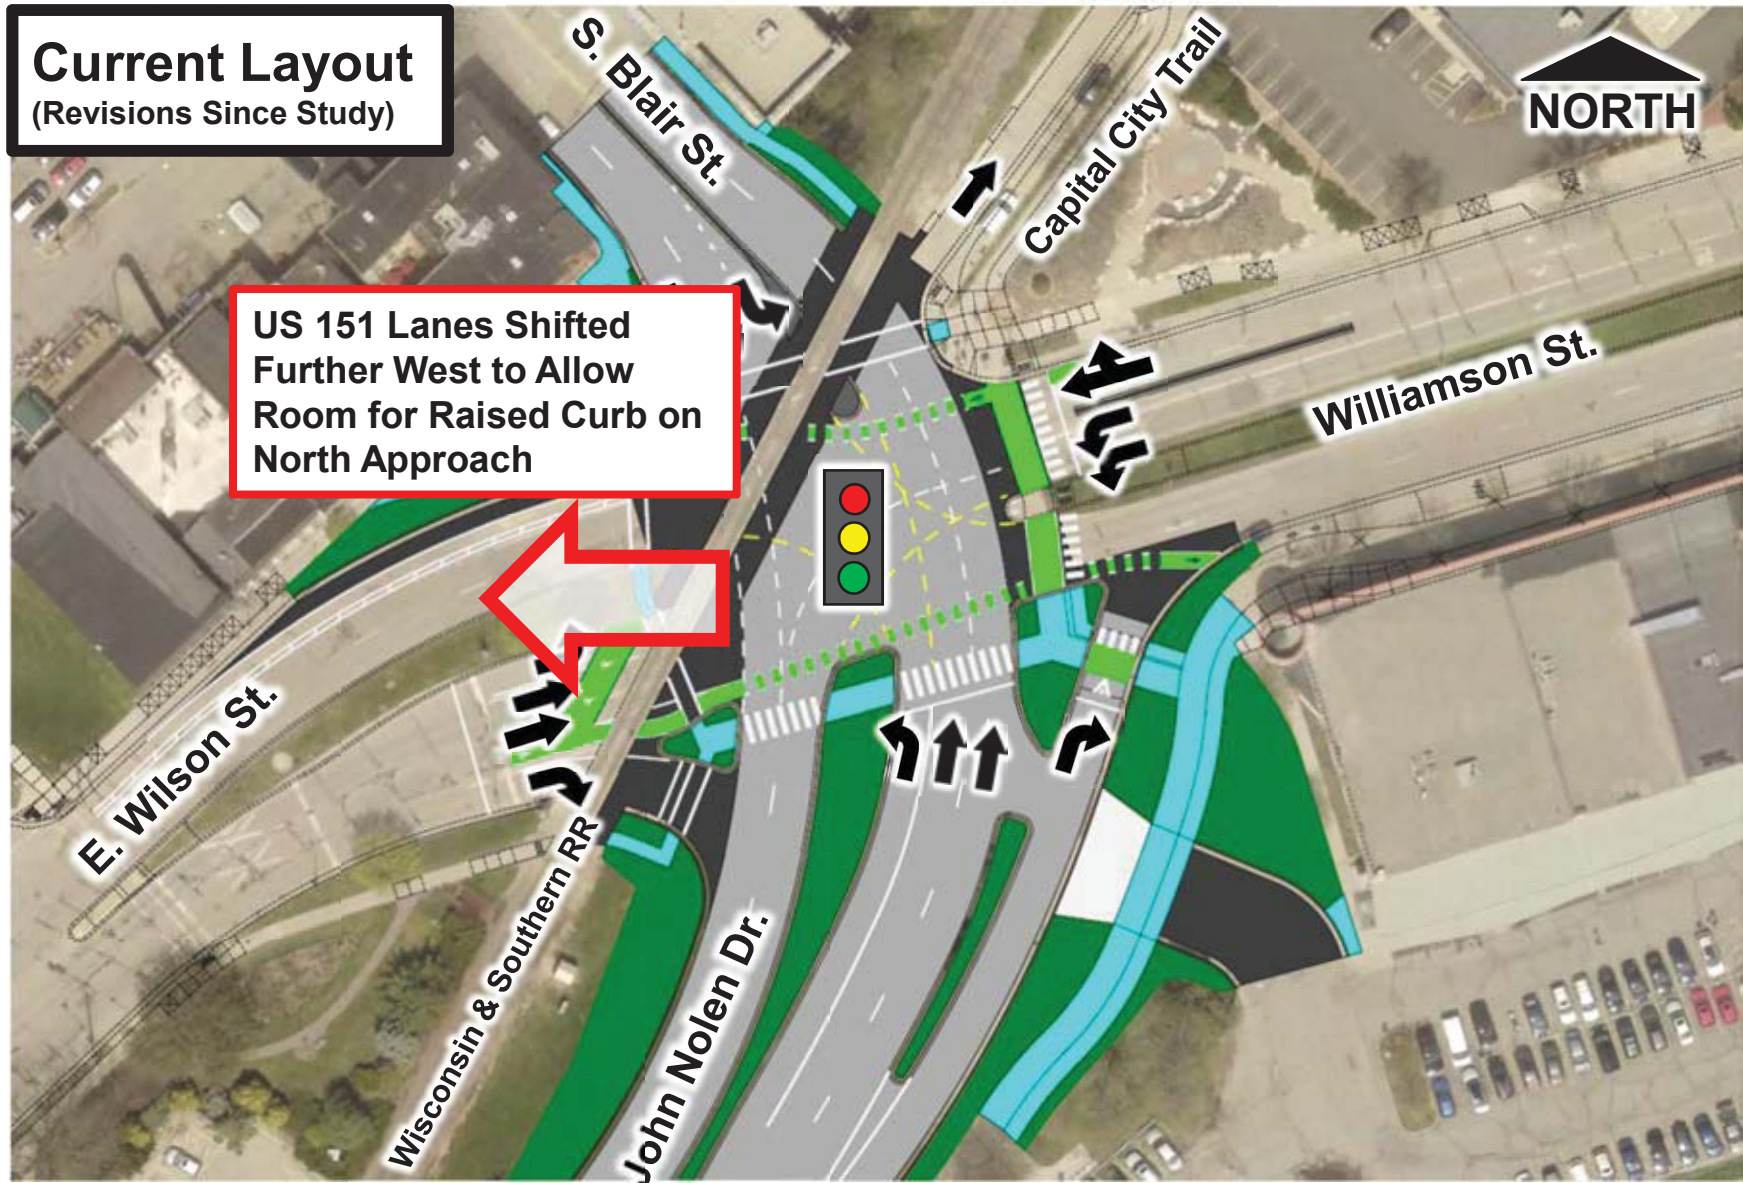 Current Layout
(Revisions Since Study)
S. Blair St.
Capital City Trail
NORTH
US 151 Lanes Shifted
Further West to Allow
Room for Raised Curb on
North Approach
Williamson St.
E. Wilson St.
Wisconsin & Southern RR
John Nolen Dr.